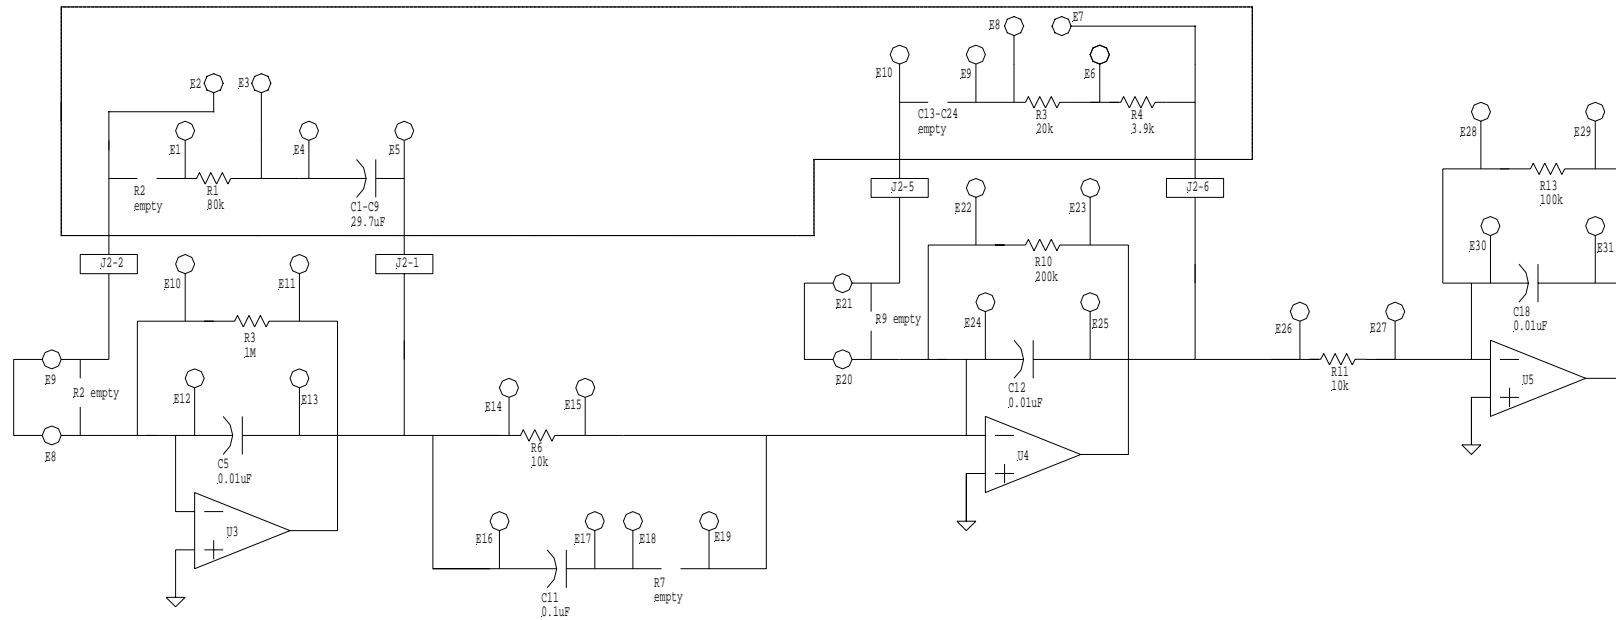 E8
E7
E10
E9
E6
E2
E3
C13-C24
empty
R3
20k
R4
3.9k
E28
E29
E1
E4
E5
R2
empty
R1
80k
C1-C9
29.7uF
J2-5
J2-6
R13
100k
E22
E23
E30
E31
J2-2
J2-1
R10
200k
E10
E11
E21
C18
0.01uF
R9 empty
E24
E25
E26
E27
R3
1M
E9
E20
R11
10k
U5
R2 empty
C12
0.01uF
E12
E13
E14
E15
E8
R6
10k
U4
C5
0.01uF
U3
E16
E17
E18
E19
C11
0.1uF
R7
empty